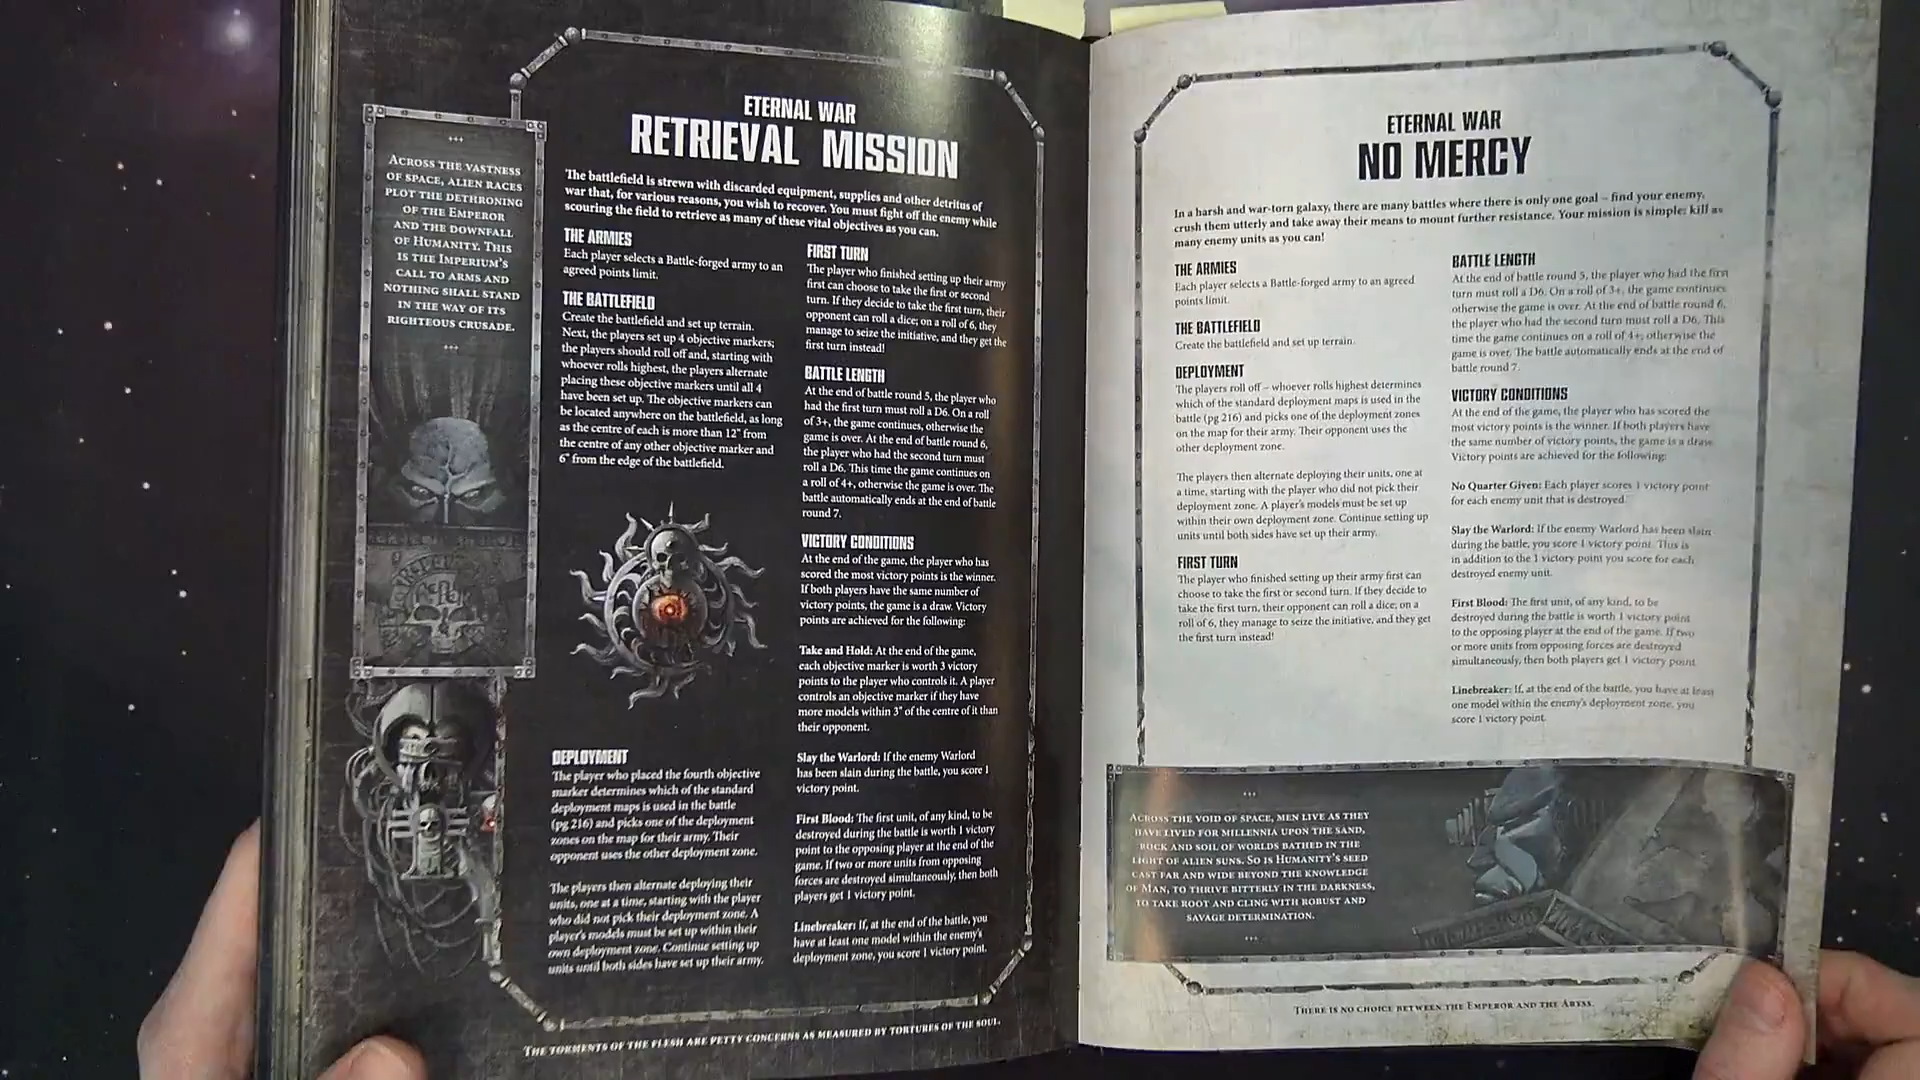 ACROSS THE VASTNESS
OF SPACE, ALIEN RACES
PLOT THE DETHRONING
OF THE EMPEROR
AND THE DOWNFALL
OF HUMANITY. THIS
IS THE IMPERIUM'S
CALL TO ARMS AND
NOTHING SHALL STAND
IN THE WAY OF ITS
RIGHTEOUS CRUSADE.
ETERNAL WAR
RETRIEVAL MISSION
The battlefield is strewn with discarded equipment, supplies and other detritus of
war that, for various reasons, you wish to recover. You must fight off the enemy while
scouring the field to retrieve as many of these vital objectives as you can.
THE ARMIES
Each player selects a Battle-forged army to an
agreed points limit.
THE BATTLEFIELD
Create the battlefield and set up terrain.
Next, the players set up 4 objective markers;
the players should roll off and, starting with
whoever rolls highest, the players alternate
placing these objective markers until all 4
have been set up. The objective markers can
be located anywhere on the battlefield, as long
as the centre of each is more than 12" from
the centre of any other objective marker and
6" from the edge of the battlefield.
DEPLOYMENT
The player who placed the fourth objective
marker determines which of the standard
deployment maps is used in the battle
(pg 216) and picks one of the deployment
zones on the map for their army. Their
opponent uses the other deployment zone.
The players then alternate deploying their
units, one at a time, starting with the player
who did not pick their deployment zone. A
player's models must be set up within their
own deployment zone. Continue setting up
units until both sides have set up their army.
FIRST TURN
The player who finished setting up their army
first can choose to take the first or second
turn. If they decide to take the first turn, their
opponent can roll a dice; on a roll of 6, they
manage to seize the initiative, and they get the
first turn instead!
BATTLE LENGTH
At the end of battle round 5, the player who
had the first turn must roll a D6. On a roll
of 3+, the game continues, otherwise the
game is over. At the end of battle round 6,
the player who had the second turn must
roll a D6. This time the game continues on
a roll of 4+, otherwise the game is over. The
battle automatically ends at the end of battle
round 7.
VICTORY CONDITIONS
At the end of the game, the player who has
scored the most victory points is the winner.
If both players have the same number of
victory points, the game is a draw. Victory
points are achieved for the following:
Take and Hold: At the end of the game,
each objective marker is worth 3 victory
points to the player who controls it. A player
controls an objective marker if they have
more models within 3" of the centre of it than
their opponent.
Slay the Warlord: If the enemy Warlord
has been slain during the battle, you score 1
victory point.
First Blood: The first unit, of any kind, to be
destroyed during the battle is worth 1 victory
point to the opposing player at the end of the
game. If two or more units from opposing
forces are destroyed simultaneously, then both
players get 1 victory point.
Linebreaker: If, at the end of the battle, you
have at least one model within the enemy's
deployment zone, you score 1 victory point.
THE TORMENTS OF THE FLESH ARE PETTY CONCERNS AS MEASURED BY TORTURES OF THE SOUL.
ETERNAL WAR
NO MERCY
In a harsh and war-torn galaxy, there are many battles where there is only one goal – find your enemy,
crush them utterly and take away their means to mount further resistance. Your mission is simple: kill as
many enemy units as you can!
THE ARMIES
Each player selects a Battle-forged army to an agreed
points limit.
THE BATTLEFIELD
Create the battlefield and set up terrain.
DEPLOYMENT
The players roll off – whoever rolls highest determines
which of the standard deployment maps is used in the
battle (pg 216) and picks one of the deployment zones
on the map for their army. Their opponent uses the
other deployment zone.
The players then alternate deploying their units, one at
a time, starting with the player who did not pick their
deployment zone. A player's models must be set up
within their own deployment zone. Continue setting up
units until both sides have set up their army.
FIRST TURN
The player who finished setting up their army first can
choose to take the first or second turn. If they decide to
take the first turn, their opponent can roll a dice; on a
roll of 6, they manage to seize the initiative, and they get
the first turn instead!
BATTLE LENGTH
At the end of battle round 5, the player who had the first
turn must roll a D6. On a roll of 3+, the game continues,
otherwise the game is over. At the end of battle round 6,
the player who had the second turn must roll a D6. This
time the game continues on a roll of 4+, otherwise the
game is over. The battle automatically ends at the end of
battle round 7.
VICTORY CONDITIONS
At the end of the game, the player who has scored the
most victory points is the winner. If both players have
the same number of victory points, the game is a draw.
Victory points are achieved for the following:
No Quarter Given: Each player scores 1 victory point
for each enemy unit that is destroyed.
Slay the Warlord: If the enemy Warlord has been slain
during the battle, you score 1 victory point. This is
in addition to the 1 victory point you score for each
destroyed enemy unit.
First Blood: The first unit, of any kind, to be
destroyed during the battle is worth 1 victory point
to the opposing player at the end of the game. If two
or more units from opposing forces are destroyed
simultaneously, then both players get 1 victory point.
Linebreaker: If, at the end of the battle, you have at least
one model within the enemy's deployment zone, you
score 1 victory point.
ACROSS THE VOID OF SPACE, MEN LIVE AS THEY
HAVE LIVED FOR MILLENNIA UPON THE SAND,
ROCK AND SOIL OF WORLDS BATHED IN THE
LIGHT OF ALIEN SUNS. SO IS HUMANITY'S SEED
CAST FAR AND WIDE BEYOND THE KNOWLEDGE
OF MAN, TO THRIVE BITTERLY IN THE DARKNESS,
TO TAKE ROOT AND CLING WITH ROBUST AND
SAVAGE DETERMINATION.
THERE IS NO CHOICE BETWEEN THE EMPEROR AND THE ABYSS.